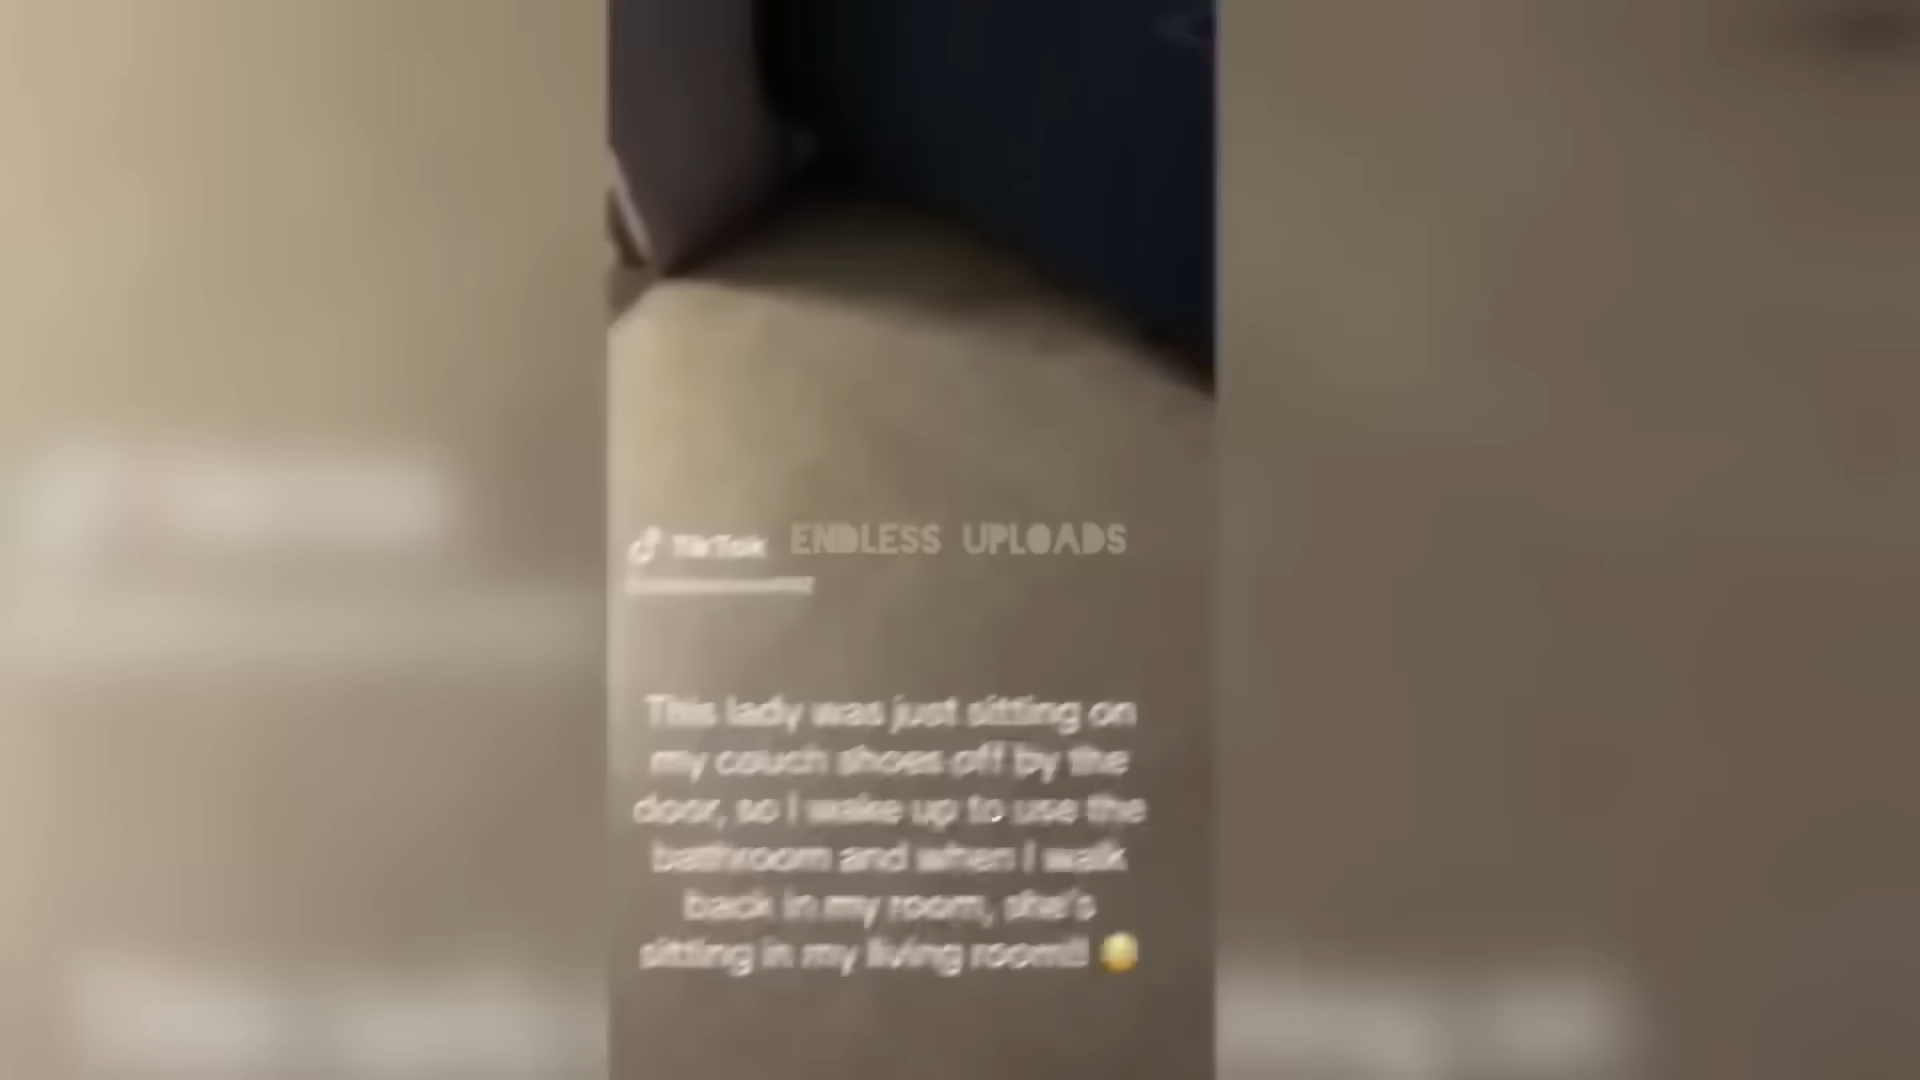 TikTok
ENDLESS UPLOADS
This lady was just sitting on
my couch shoes off by the
door, so I wake up to use the
bathroom and when I walk
back in my room, she's
sitting in my living room!!